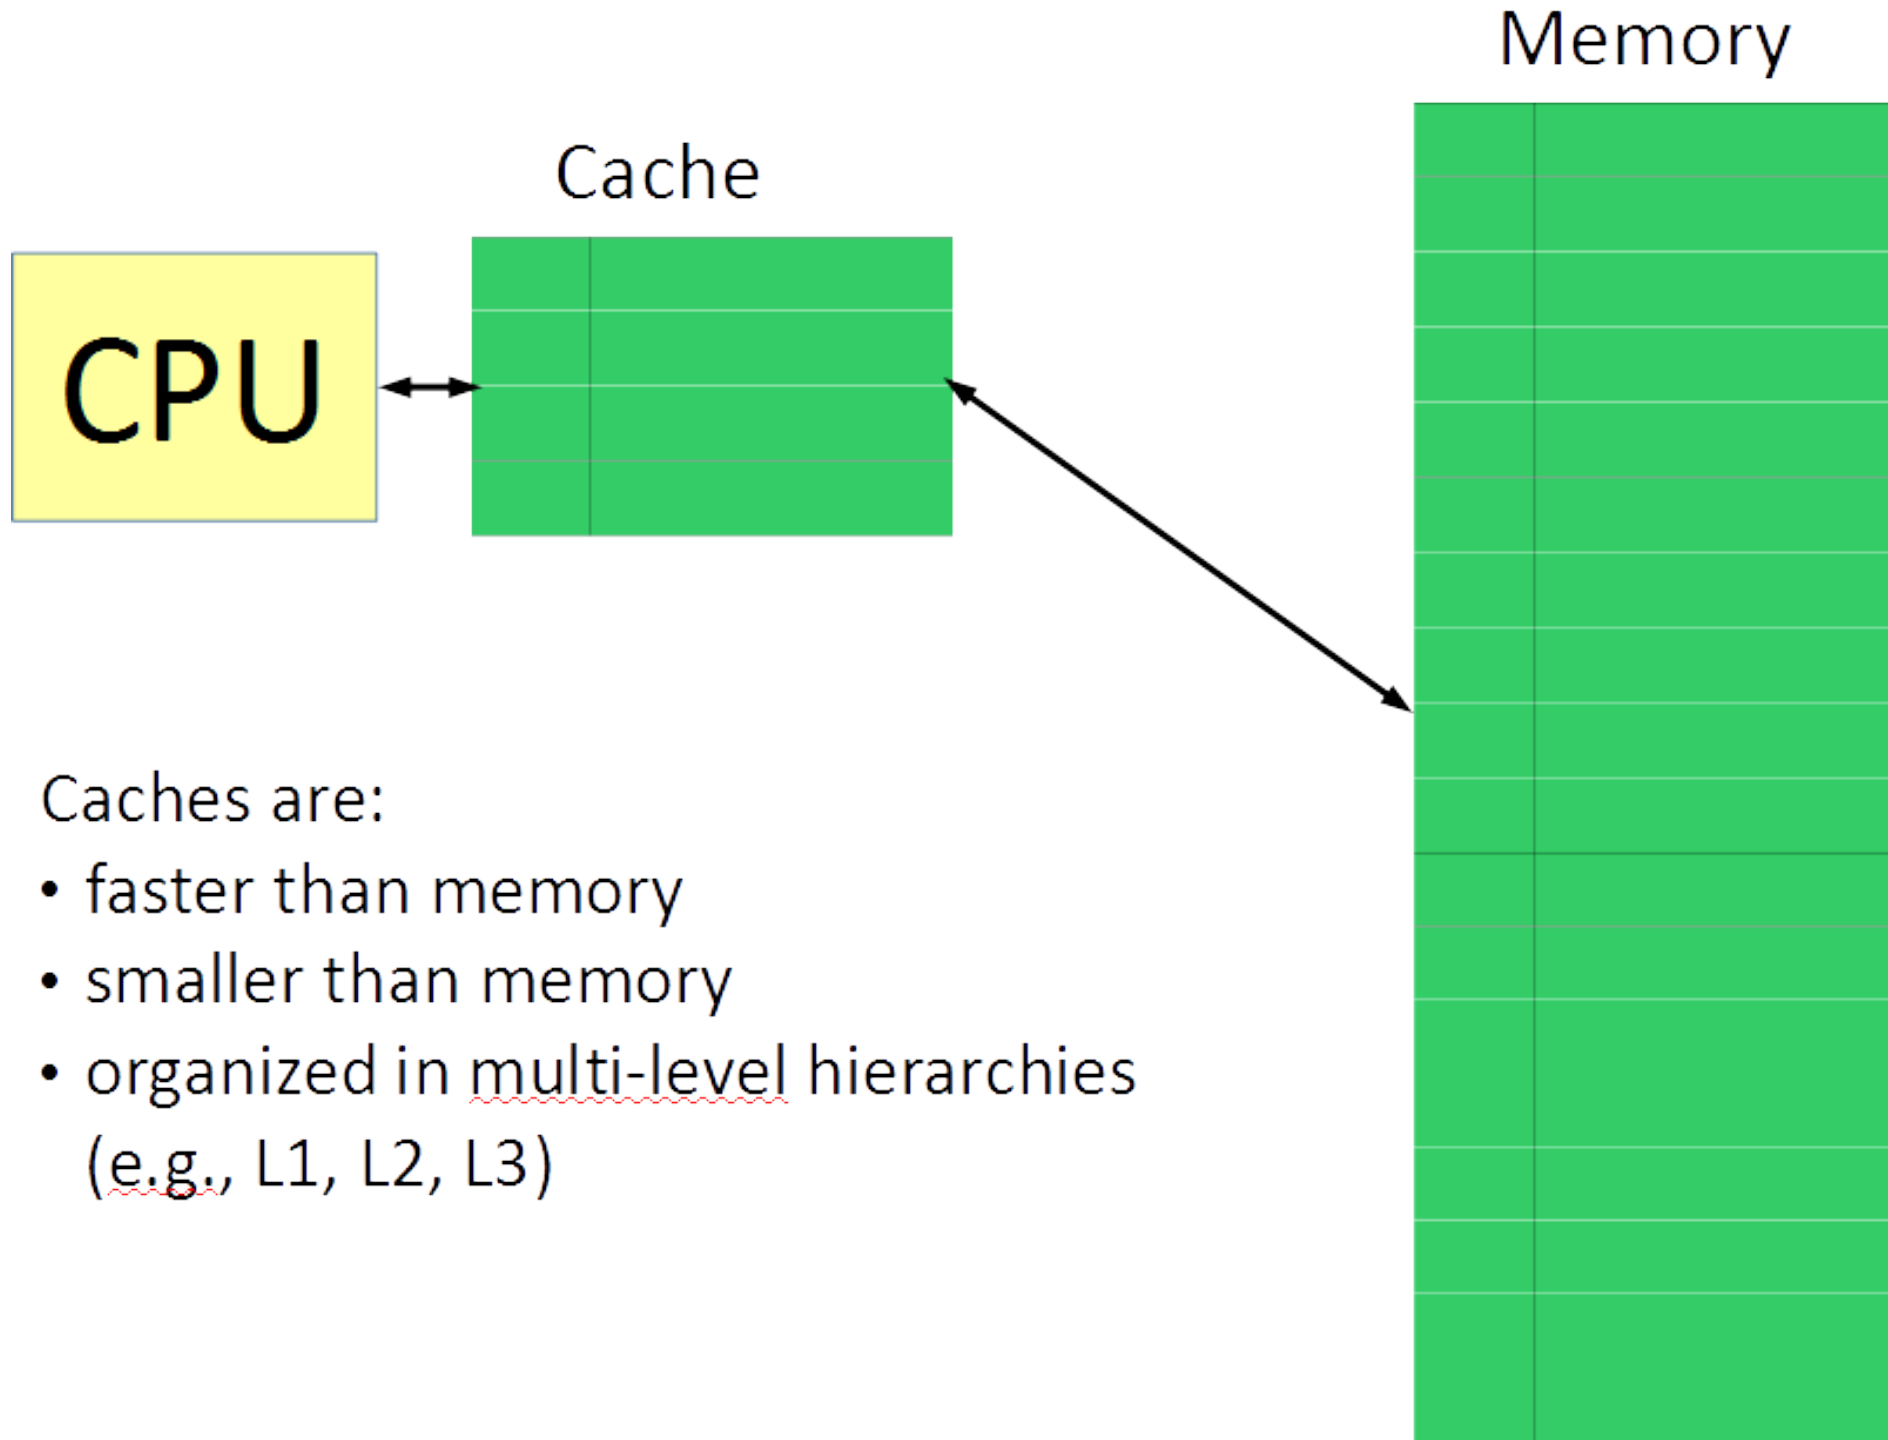 Memory
Cache
CPU
Caches are:
• faster than memory
• smaller than memory
• organized in multi-level hierarchies
(e.g., L1, L2, L3)